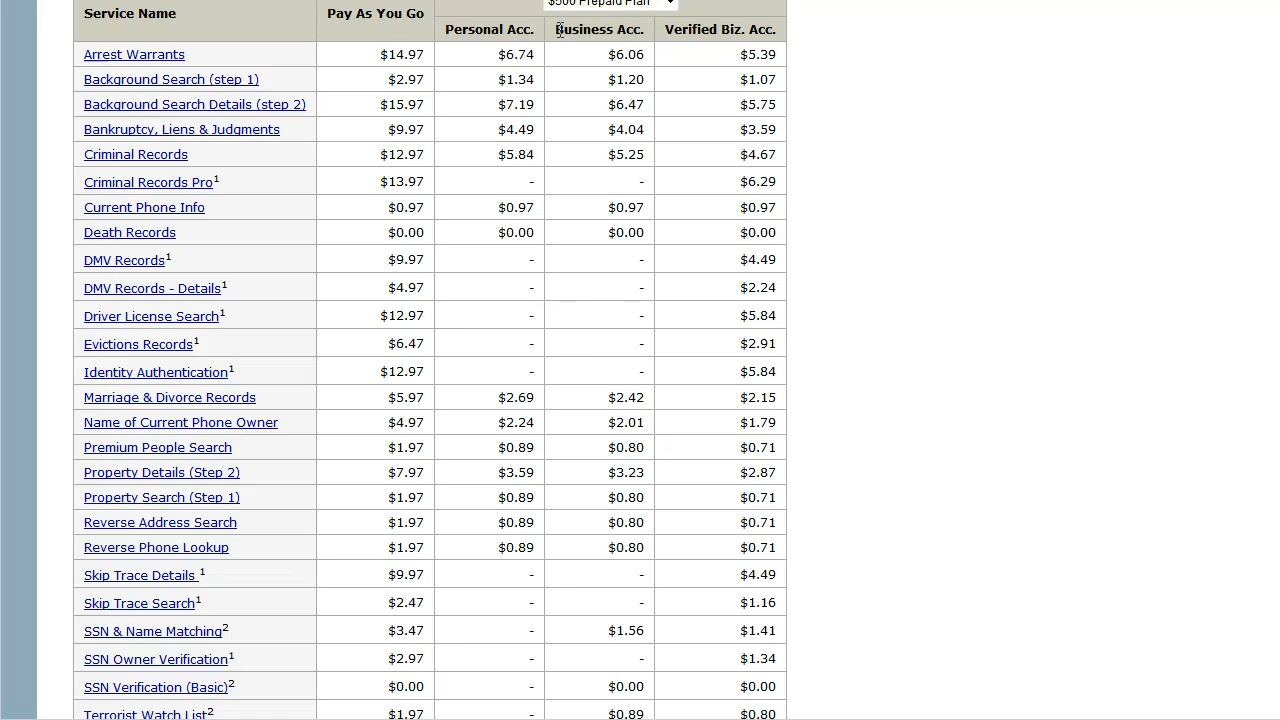 $500 Prepaid Plan
Service Name Pay As You Go
Personal Acc. Business Acc. Verified Biz. Acc.
Arrest Warrants $14.97 $6.74 $6.06 $5.39
Background Search (step 1) $2.97 $1.34 $1.20 $1.07
Background Search Details (step 2) $15.97 $7.19 $6.47 $5.75
Bankruptcy, Liens & Judgments $9.97 $4.49 $4.04 $3.59
Criminal Records $12.97 $5.84 $5.25 $4.67
Criminal Records Pro¹ $13.97 - - $6.29
Current Phone Info $0.97 $0.97 $0.97 $0.97
Death Records $0.00 $0.00 $0.00 $0.00
DMV Records¹ $9.97 - - $4.49
DMV Records - Details¹ $4.97 - - $2.24
Driver License Search¹ $12.97 - - $5.84
Evictions Records¹ $6.47 - - $2.91
Identity Authentication¹ $12.97 - - $5.84
Marriage & Divorce Records $5.97 $2.69 $2.42 $2.15
Name of Current Phone Owner $4.97 $2.24 $2.01 $1.79
Premium People Search $1.97 $0.89 $0.80 $0.71
Property Details (Step 2) $7.97 $3.59 $3.23 $2.87
Property Search (Step 1) $1.97 $0.89 $0.80 $0.71
Reverse Address Search $1.97 $0.89 $0.80 $0.71
Reverse Phone Lookup $1.97 $0.89 $0.80 $0.71
Skip Trace Details ¹ $9.97 - - $4.49
Skip Trace Search¹ $2.47 - - $1.16
SSN & Name Matching² $3.47 - $1.56 $1.41
SSN Owner Verification¹ $2.97 - - $1.34
SSN Verification (Basic)² $0.00 - $0.00 $0.00
Terrorist Watch List² $1.97 - $0.89 $0.80